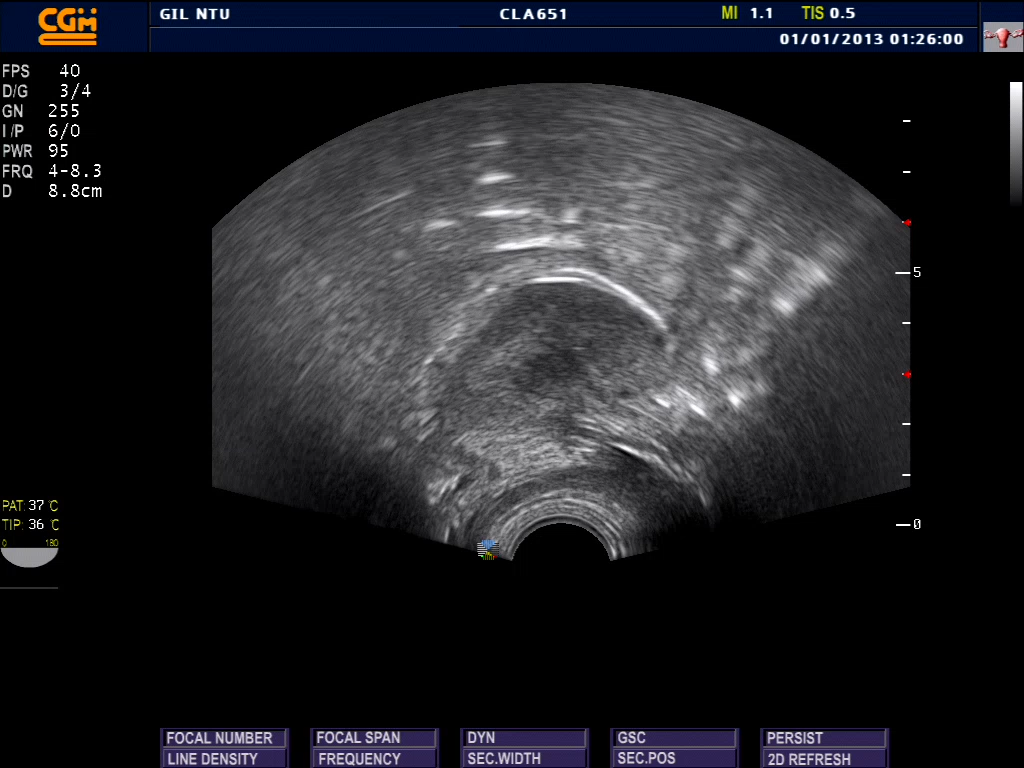 CGM
GIL NTU CLA651 MI 1.1 TIS 0.5
01/01/2013 01:26:00
FPS 40
D/G 3/4
GN 255
I/P 6/0
PWR 95
FRQ 4-8.3
D 8.8cm
5
PAT: 37 °C
TIP: 36 °C
0 180
0
FOCAL NUMBER FOCAL SPAN DYN GSC PERSIST
LINE DENSITY FREQUENCY SEC.WIDTH SEC.POS 2D REFRESH